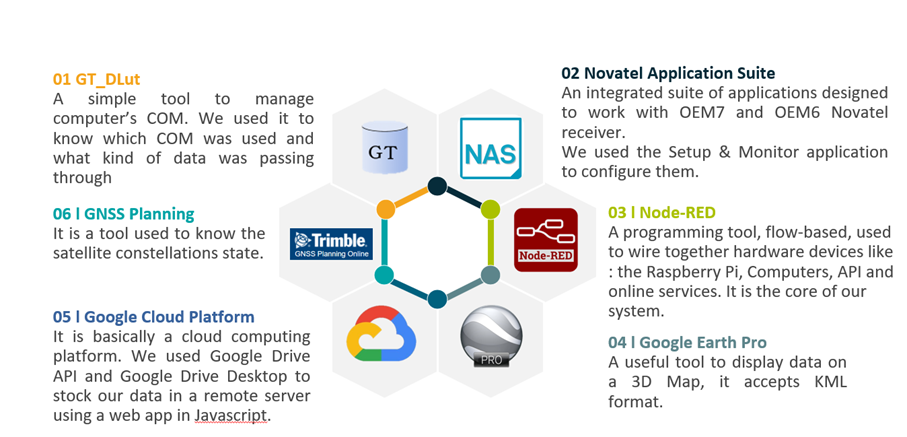 01 GT_DLut
A simple tool to manage
computer's COM. We used it to
know which COM was used and
what kind of data was passing
through
02 Novatel Application Suite
An integrated suite of applications designed
to work with OEM7 and OEM6 Novatel
receiver.
We used the Setup & Monitor application
to configure them.
GT
NAS
06 l GNSS Planning
It is a tool used to know the
satellite constellations state.
Trimble.
GNSS Planning Online
Node-RED
03 l Node-RED
A programming tool, flow-based, used
to wire together hardware devices like
: the Raspberry Pi, Computers, API and
online services. It is the core of our
system.
05 l Google Cloud Platform
It is basically a cloud computing
platform. We used Google Drive
API and Google Drive Desktop to
stock our data in a remote server
using a web app in Javascript.
PRO
04 l Google Earth Pro
A useful tool to display data on
a 3D Map, it accepts KML
format.